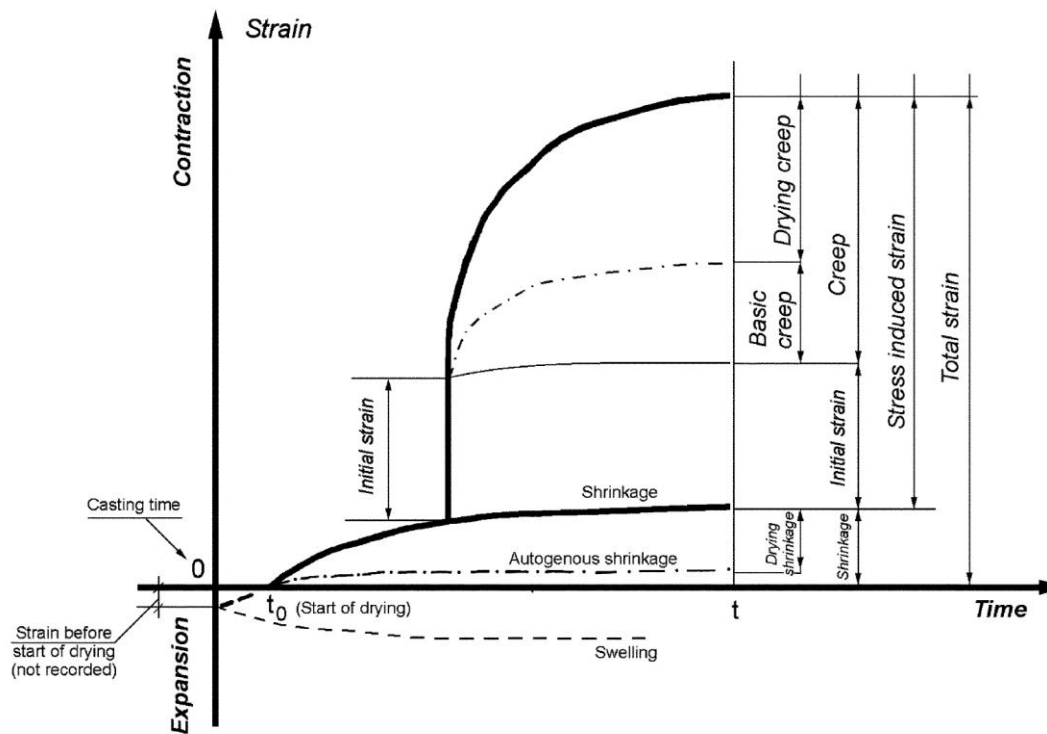 Strain
Contraction
Drying creep
Creep
Stress induced strain
Total strain
Basic
creep
Initial strain
Initial strain
Shrinkage
Casting time
Drying
shrinkage
Shrinkage
Autogenous shrinkage
0
t0 (Start of drying)
t
Time
Strain before
start of drying
(not recorded)
Expansion
Swelling